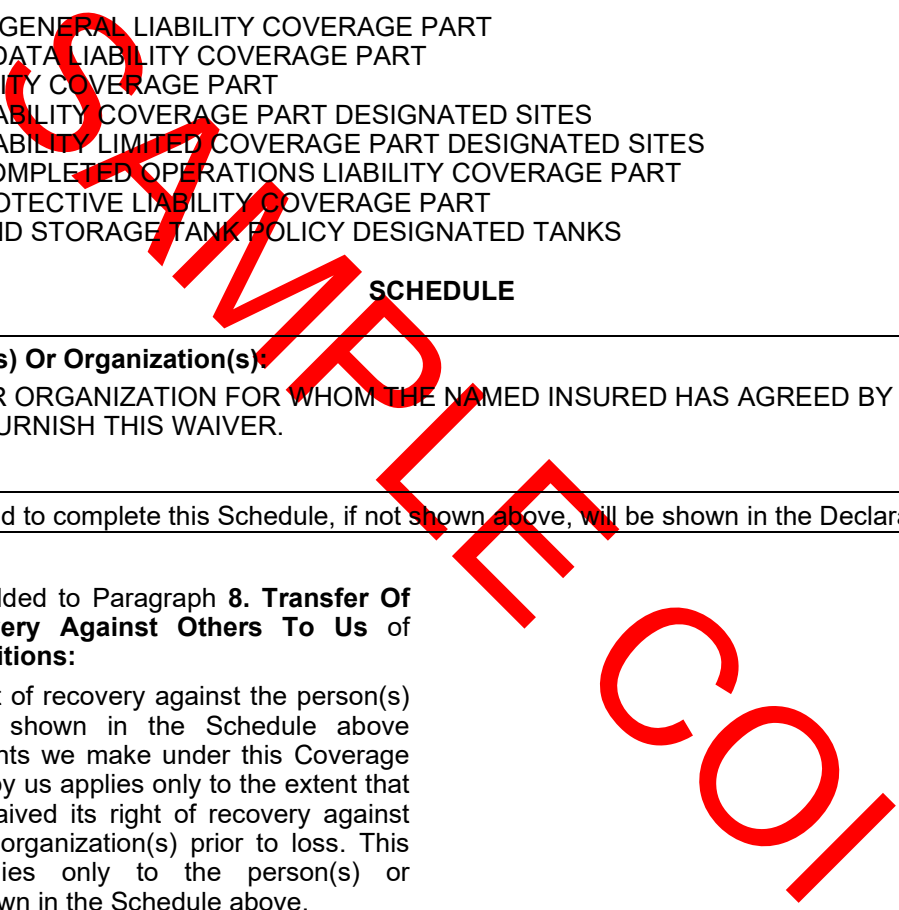 GENERAL LIABILITY COVERAGE PART
DATA LIABILITY COVERAGE PART
ITY COVERAGE PART
ABILITY COVERAGE PART DESIGNATED SITES
ABILITY LIMITED COVERAGE PART DESIGNATED SITES
OMPLETED OPERATIONS LIABILITY COVERAGE PART
OTECTIVE LIABILITY COVERAGE PART
ND STORAGE TANK POLICY DESIGNATED TANKS
SCHEDULE
s) Or Organization(s):
R ORGANIZATION FOR WHOM THE NAMED INSURED HAS AGREED BY
URNISH THIS WAIVER.
d to complete this Schedule, if not shown above, will be shown in the Declara
dded to Paragraph 8. Transfer Of
very Against Others To Us of
itions:
t of recovery against the person(s)
shown in the Schedule above
nts we make under this Coverage
by us applies only to the extent that
aived its right of recovery against
organization(s) prior to loss. This
lies only to the person(s) or
wn in the Schedule above.
SAMPLE COI